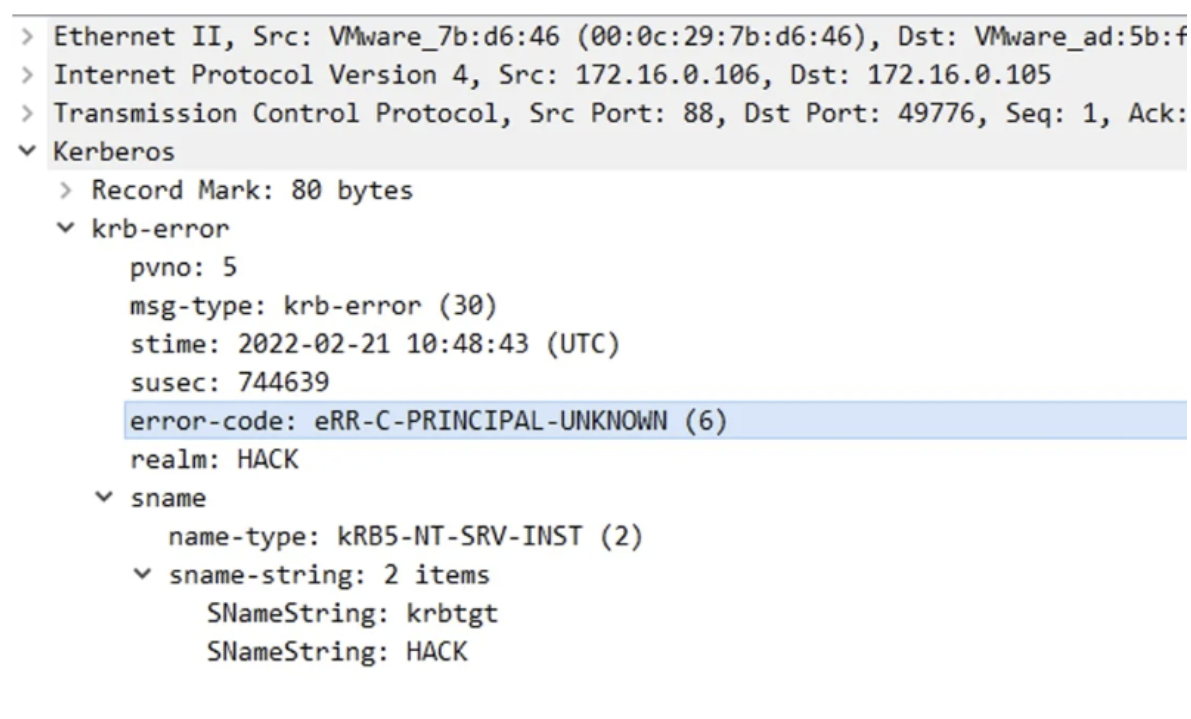 Ethernet II, Src: VMware_7b:d6:46 (00:0c:29:7b:d6:46), Dst: VMware_ad:5b:f
Internet Protocol Version 4, Src: 172.16.0.106, Dst: 172.16.0.105
Transmission Control Protocol, Src Port: 88, Dst Port: 49776, Seq: 1, Ack:
Kerberos
Record Mark: 80 bytes
krb-error
pvno: 5
msg-type: krb-error (30)
stime: 2022-02-21 10:48:43 (UTC)
susec: 744639
error-code: eRR-C-PRINCIPAL-UNKNOWN (6)
realm: HACK
sname
name-type: kRB5-NT-SRV-INST (2)
sname-string: 2 items
SNameString: krbtgt
SNameString: HACK